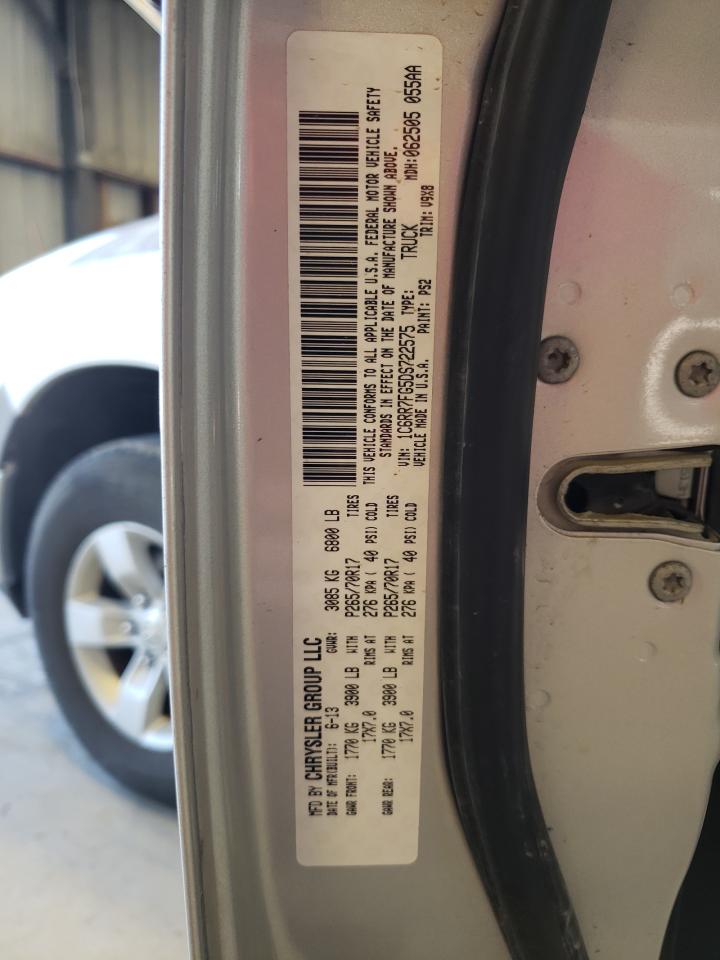 MFD BY CHRYSLER GROUP LLC
DATE OF MFR(BUILT): 6-13 GVWR: 3085 KG 6800 LB
GAWR FRONT: 1770 KG 3900 LB WITH P265/70R17 TIRES
17X7.0 RIMS AT 276 KPA ( 40 PSI) COLD
GAWR REAR: 1770 KG 3900 LB WITH P265/70R17 TIRES
17X7.0 RIMS AT 276 KPA ( 40 PSI) COLD
THIS VEHICLE CONFORMS TO ALL APPLICABLE U.S.A. FEDERAL MOTOR VEHICLE SAFETY
STANDARDS IN EFFECT ON THE DATE OF MANUFACTURE SHOWN ABOVE.
VIN: 1C6RR7FG5DS722575 TYPE: TRUCK MDH: 062505 055AA
VEHICLE MADE IN U.S.A. PAINT: PS2 TRIM: V9X8